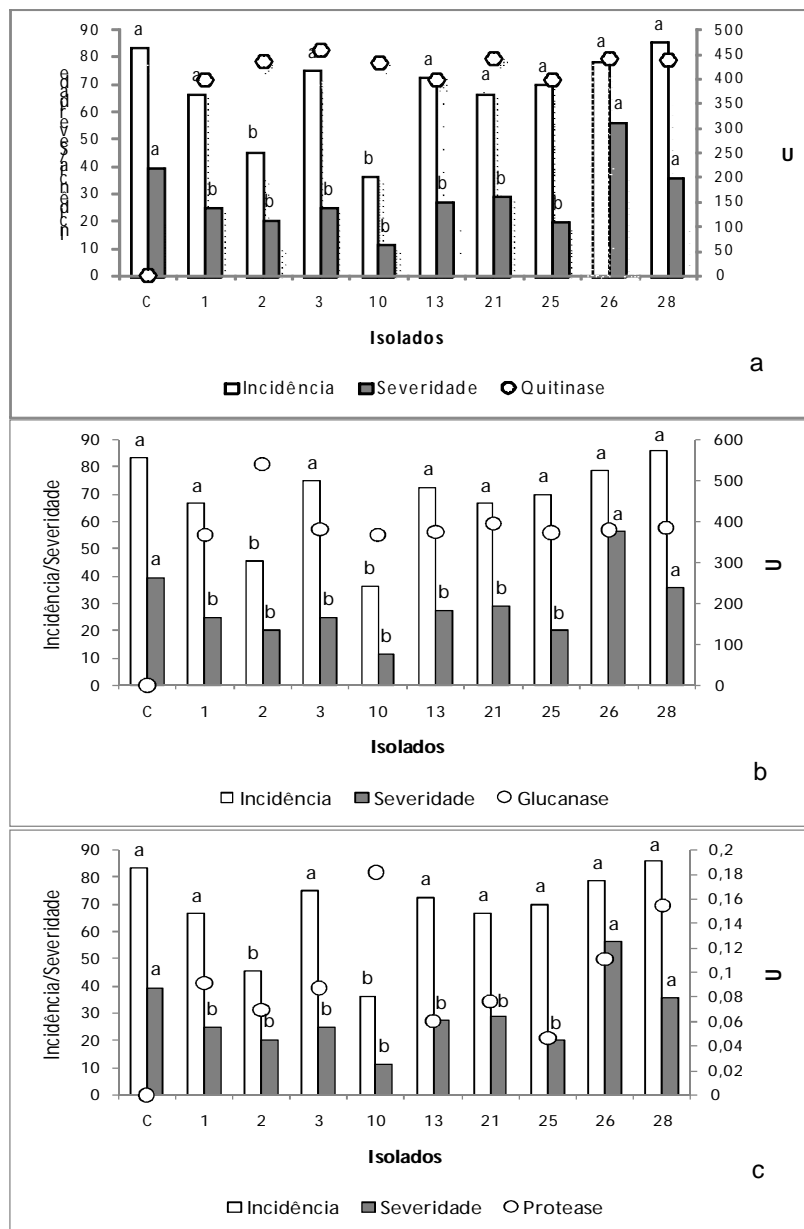 a a a a a a a a
90 500
80 450
70 400
60 b 350
50 a b 300
40 a a 250
30 b b b b 200
20 b b 150
10 b 100
0 50
0
Incidência/Severidade
U
C 1 2 3 10 13 21 25 26 28
Isolados
a
Incidência Severidade Quitinase
90 600
80 500
70 400
60 300
50 200
40 100
30 0
20
10
0
Incidência/Severidade
U
a a b a b a a a a a
a b b b b b b b a a
C 1 2 3 10 13 21 25 26 28
Isolados
b
Incidência Severidade Glucanase
90 0,2
80 0,18
70 0,16
60 0,14
50 0,12
40 0,1
30 0,08
20 0,06
10 0,04
0 0,02
0
Incidência/Severidade
U
a a b a b a a a a a
a b b b b b b b a a
C 1 2 3 10 13 21 25 26 28
Isolados
c
Incidência Severidade Protease